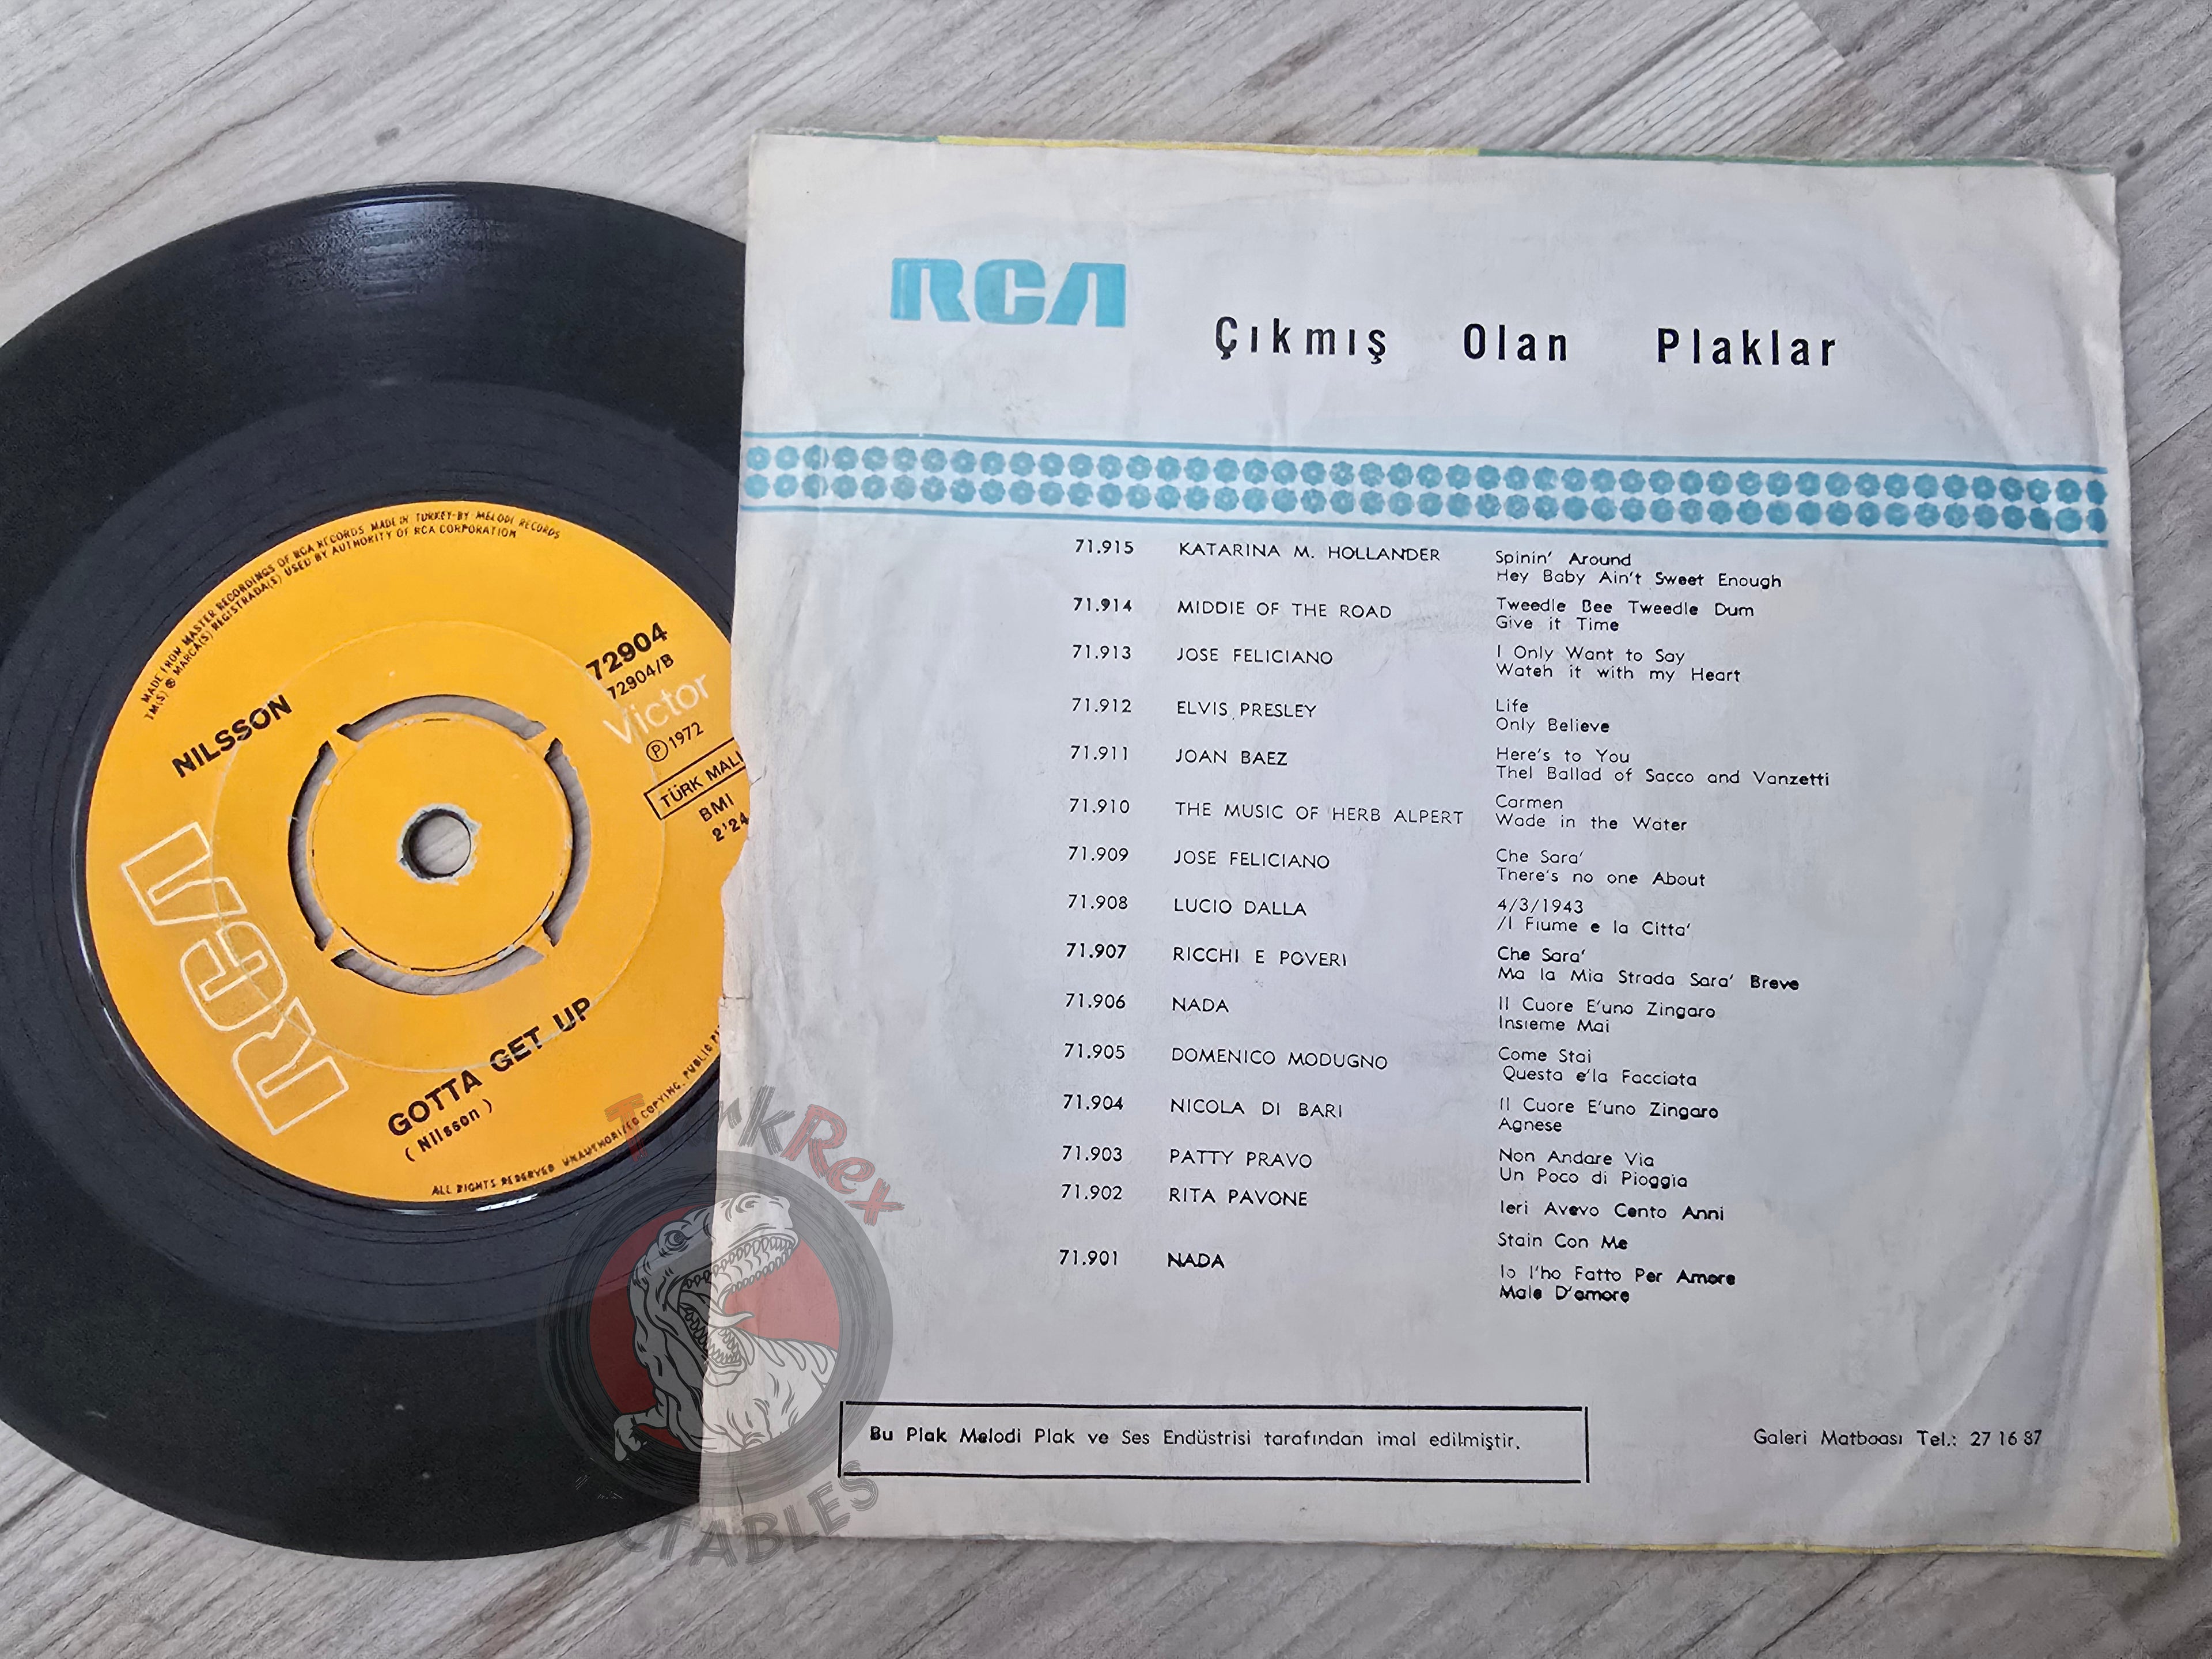 MADE FROM MASTER RECORDINGS OF RCA RECORDS MADE IN TURKEY-BY MELODI RECORDS
TM(S) ® MARCA(S) REGISTRADA(S) USED BY AUTHORITY OF RCA CORPORATION
NILSSON
72904
72904/B
Victor
Ⓟ 1972
TÜRK MALI
BMI
2'24
RCA
GOTTA GET UP
(Nilsson)
ALL RIGHTS RESERVED UNAUTHORIZED COPYING. PUBLIC
RCA
Çıkmış Olan Plaklar
71.915 KATARINA M. HOLLANDER Spinin' Around
Hey Baby Ain't Sweet Enough
71.914 MIDDIE OF THE ROAD Tweedle Bee Tweedle Dum
Give it Time
71.913 JOSE FELICIANO I Only Want to Say
Wateh it with my Heart
71.912 ELVIS PRESLEY Life
Only Believe
71.911 JOAN BAEZ Here's to You
Thel Ballad of Sacco and Vanzetti
71.910 THE MUSIC OF HERB ALPERT Carmen
Wade in the Water
71.909 JOSE FELICIANO Che Sara'
There's no one About
71.908 LUCIO DALLA 4/3/1943
/l Fiume e la Citta'
71.907 RICCHI E POVERI Che Sara'
Ma la Mia Strada Sara' Breve
71.906 NADA Il Cuore E'uno Zingaro
Insieme Mai
71.905 DOMENICO MODUGNO Come Stai
Questa e'la Facciata
71.904 NICOLA DI BARI Il Cuore E'uno Zingaro
Agnese
71.903 PATTY PRAVO Non Andare Via
Un Poco di Pioggia
71.902 RITA PAVONE Ieri Avevo Cento Anni
Stain Con Me
71.901 NADA Io l'ho Fatto Per Amore
Male D'amore
Bu Plak Melodi Plak ve Ses Endüstrisi tarafından imal edilmiştir.
Galeri Matbaası Tel.: 27 16 87